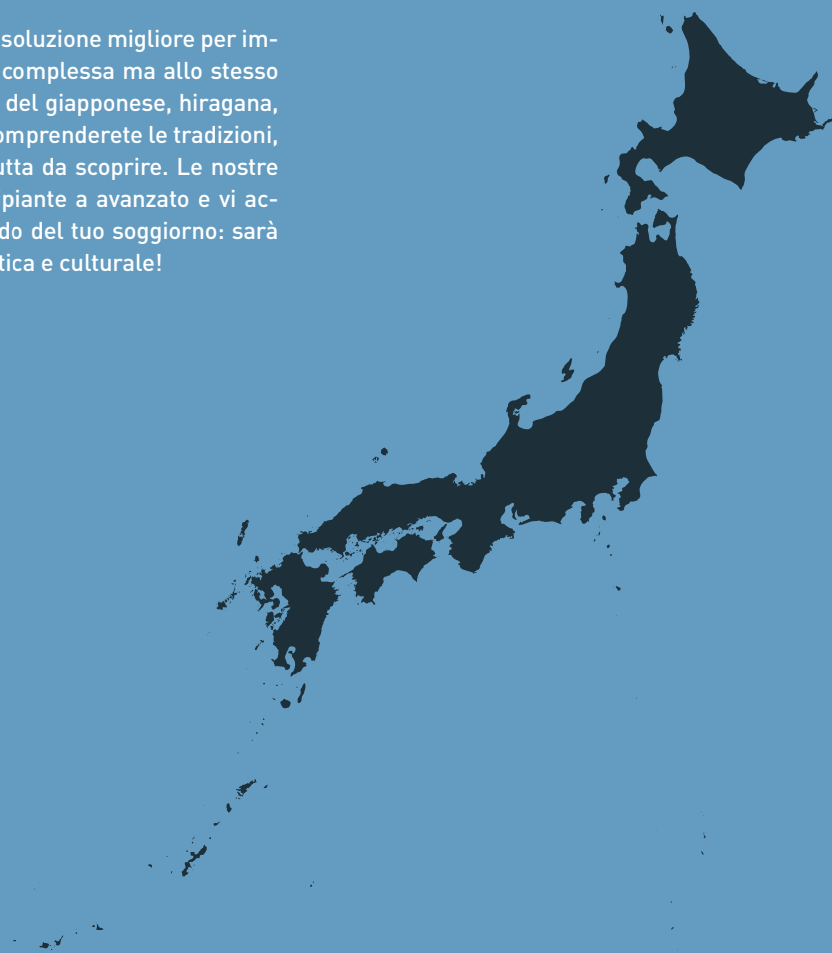 soluzione migliore per im-
complessa ma allo stesso
del giapponese, hiragana,
omprenderete le tradizioni,
utta da scoprire. Le nostre
piante a avanzato e vi ac-
do del tuo soggiorno: sarà
tica e culturale!